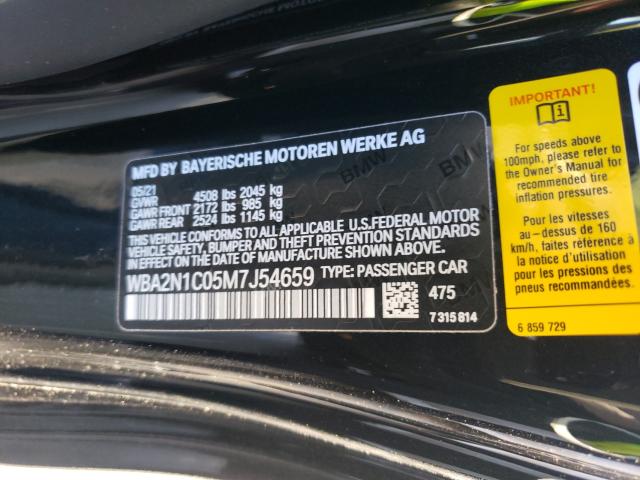 MFD BY BAYERISCHE MOTOREN WERKE AG
05/21
GVWR 4508 lbs 2045 kg
GAWR FRONT 2172 lbs 985 kg
GAWR REAR 2524 lbs 1145 kg
THIS VEHICLE CONFORMS TO ALL APPLICABLE U.S.FEDERAL MOTOR
VEHICLE SAFETY, BUMPER AND THEFT PREVENTION STANDARDS
IN EFFECT ON THE DATE OF MANUFACTURE SHOWN ABOVE.
WBA2N1C05M7J54659 TYPE: PASSENGER CAR
475
7 315 814
BMW
BMW
IMPORTANT!
For speeds above
100mph, please refer to
the Owner's Manual for
recommended tire
inflation pressures.
Pour les vitesses
au-dessus de 160
km/h, faites référence à
la notice d'utilisation
pour la pression des
pneus.
6 859 729